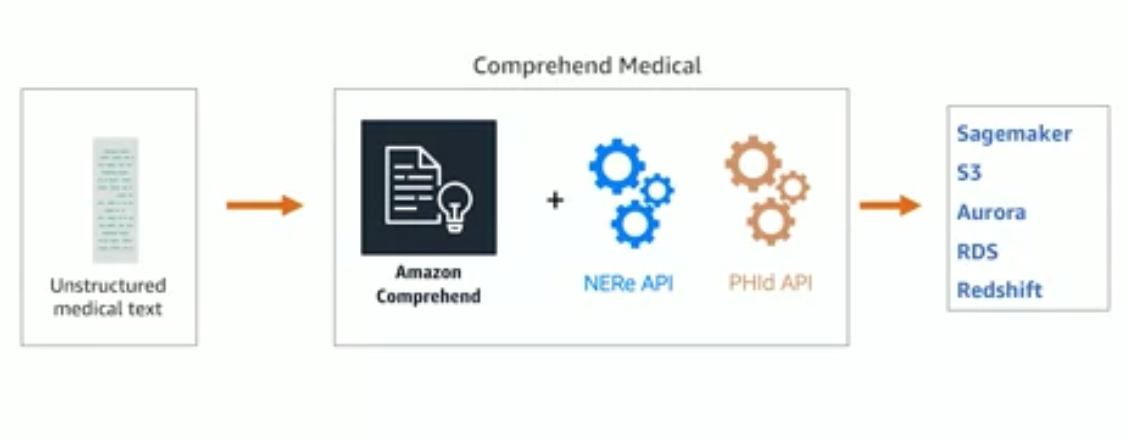 Comprehend Medical
Unstructured
medical text
Amazon
Comprehend
+
NERe API
PHId API
Sagemaker
S3
Aurora
RDS
Redshift